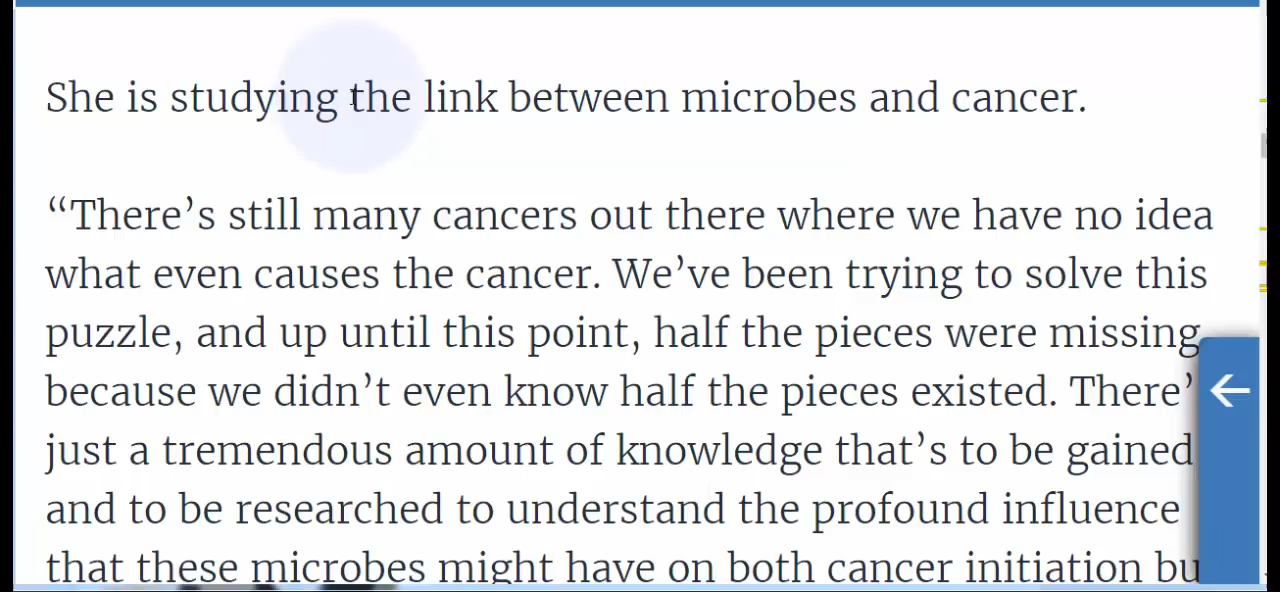 She is studying the link between microbes and cancer.
“There’s still many cancers out there where we have no idea
what even causes the cancer. We’ve been trying to solve this
puzzle, and up until this point, half the pieces were missing
because we didn’t even know half the pieces existed. There’
just a tremendous amount of knowledge that’s to be gained
and to be researched to understand the profound influence
that these microbes might have on both cancer initiation bu